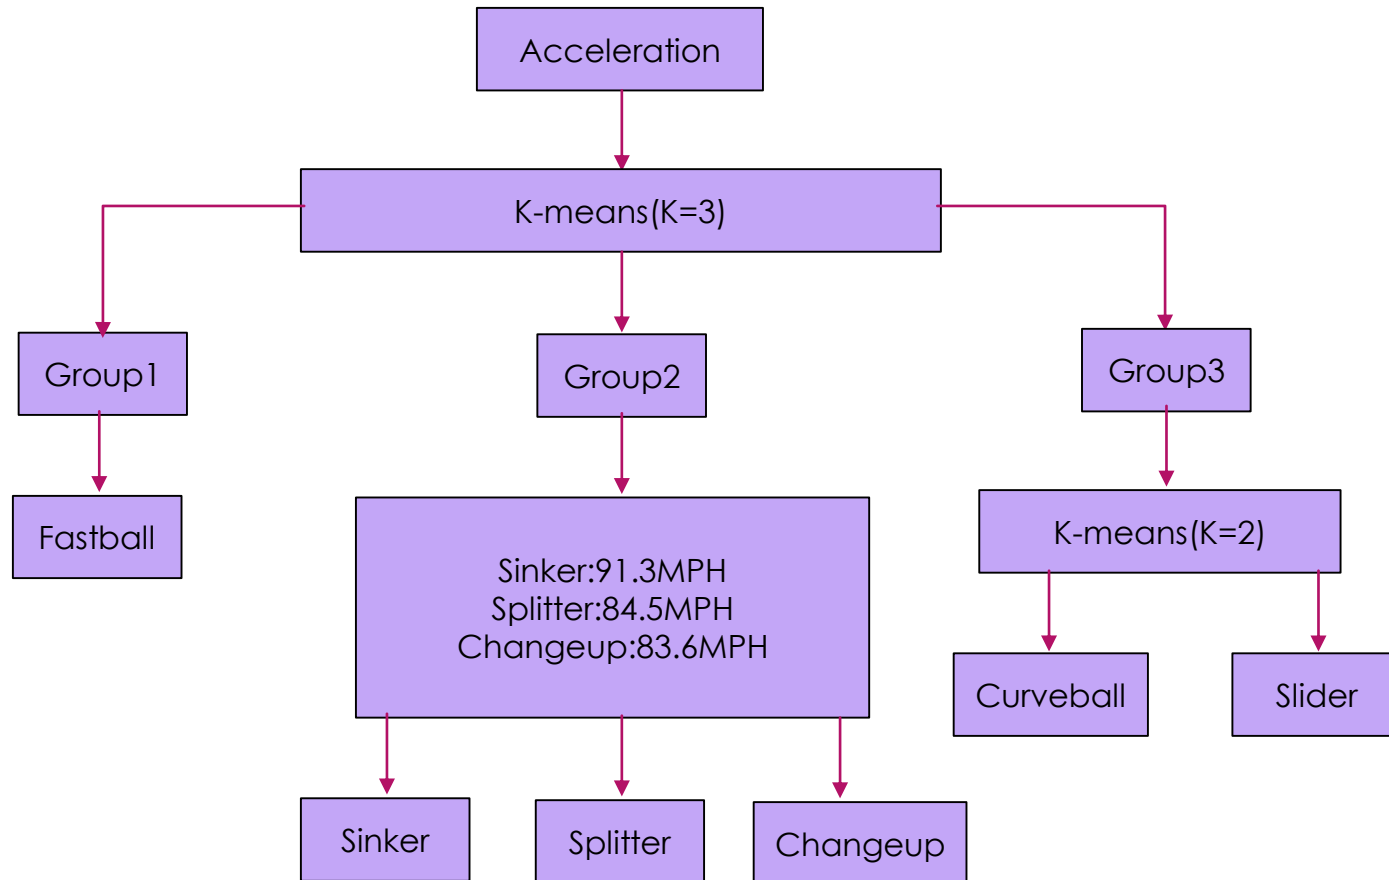 Acceleration
K-means(K=3)
Group1
Group2
Group3
Fastball
Sinker:91.3MPH
Splitter:84.5MPH
Changeup:83.6MPH
K-means(K=2)
Curveball
Slider
Sinker
Splitter
Changeup